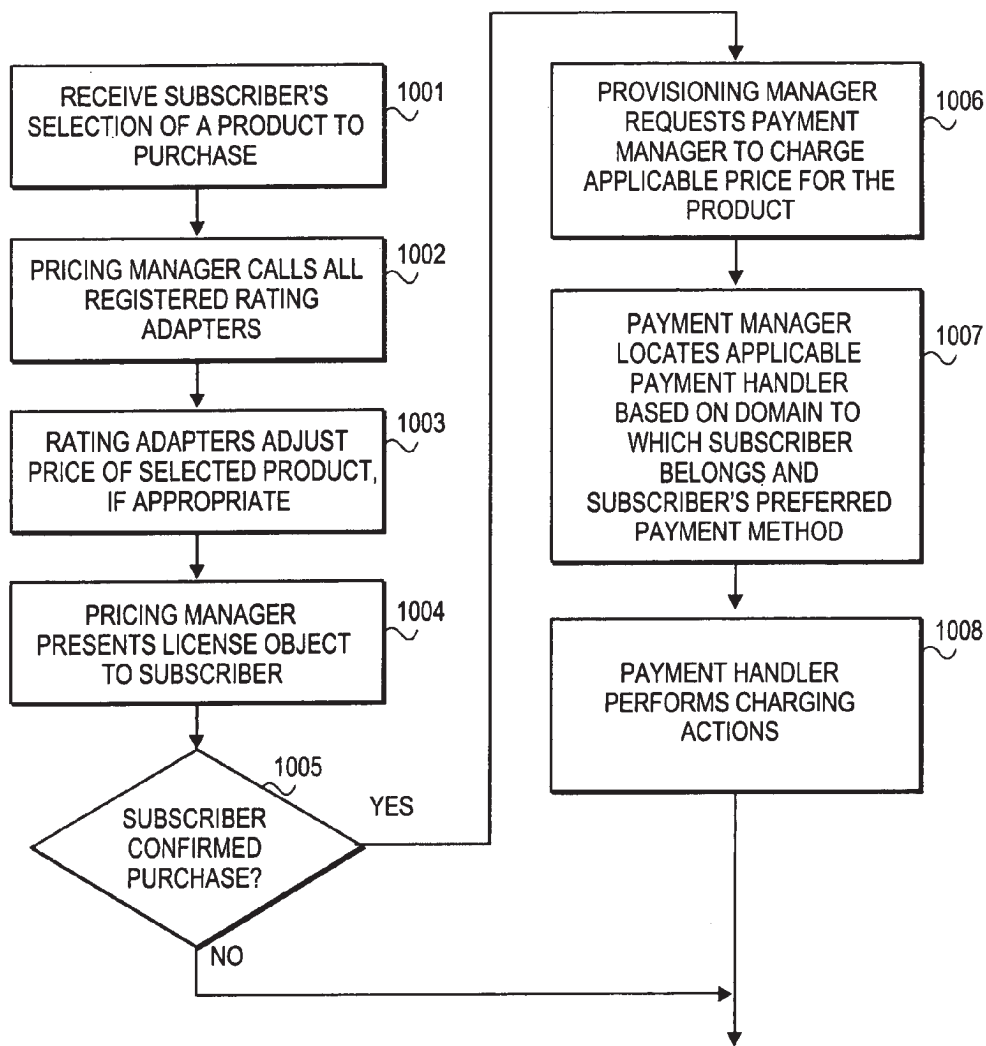 RECEIVE SUBSCRIBER'S
SELECTION OF A PRODUCT TO
PURCHASE
1001
PRICING MANAGER CALLS ALL
REGISTERED RATING
ADAPTERS
1002
RATING ADAPTERS ADJUST
PRICE OF SELECTED PRODUCT,
IF APPROPRIATE
1003
PRICING MANAGER
PRESENTS LICENSE OBJECT
TO SUBSCRIBER
1004
SUBSCRIBER
CONFIRMED
PURCHASE?
1005
YES
NO
PROVISIONING MANAGER
REQUESTS PAYMENT
MANAGER TO CHARGE
APPLICABLE PRICE FOR THE
PRODUCT
1006
PAYMENT MANAGER
LOCATES APPLICABLE
PAYMENT HANDLER
BASED ON DOMAIN TO
WHICH SUBSCRIBER
BELONGS AND
SUBSCRIBER'S PREFERRED
PAYMENT METHOD
1007
PAYMENT HANDLER
PERFORMS CHARGING
ACTIONS
1008